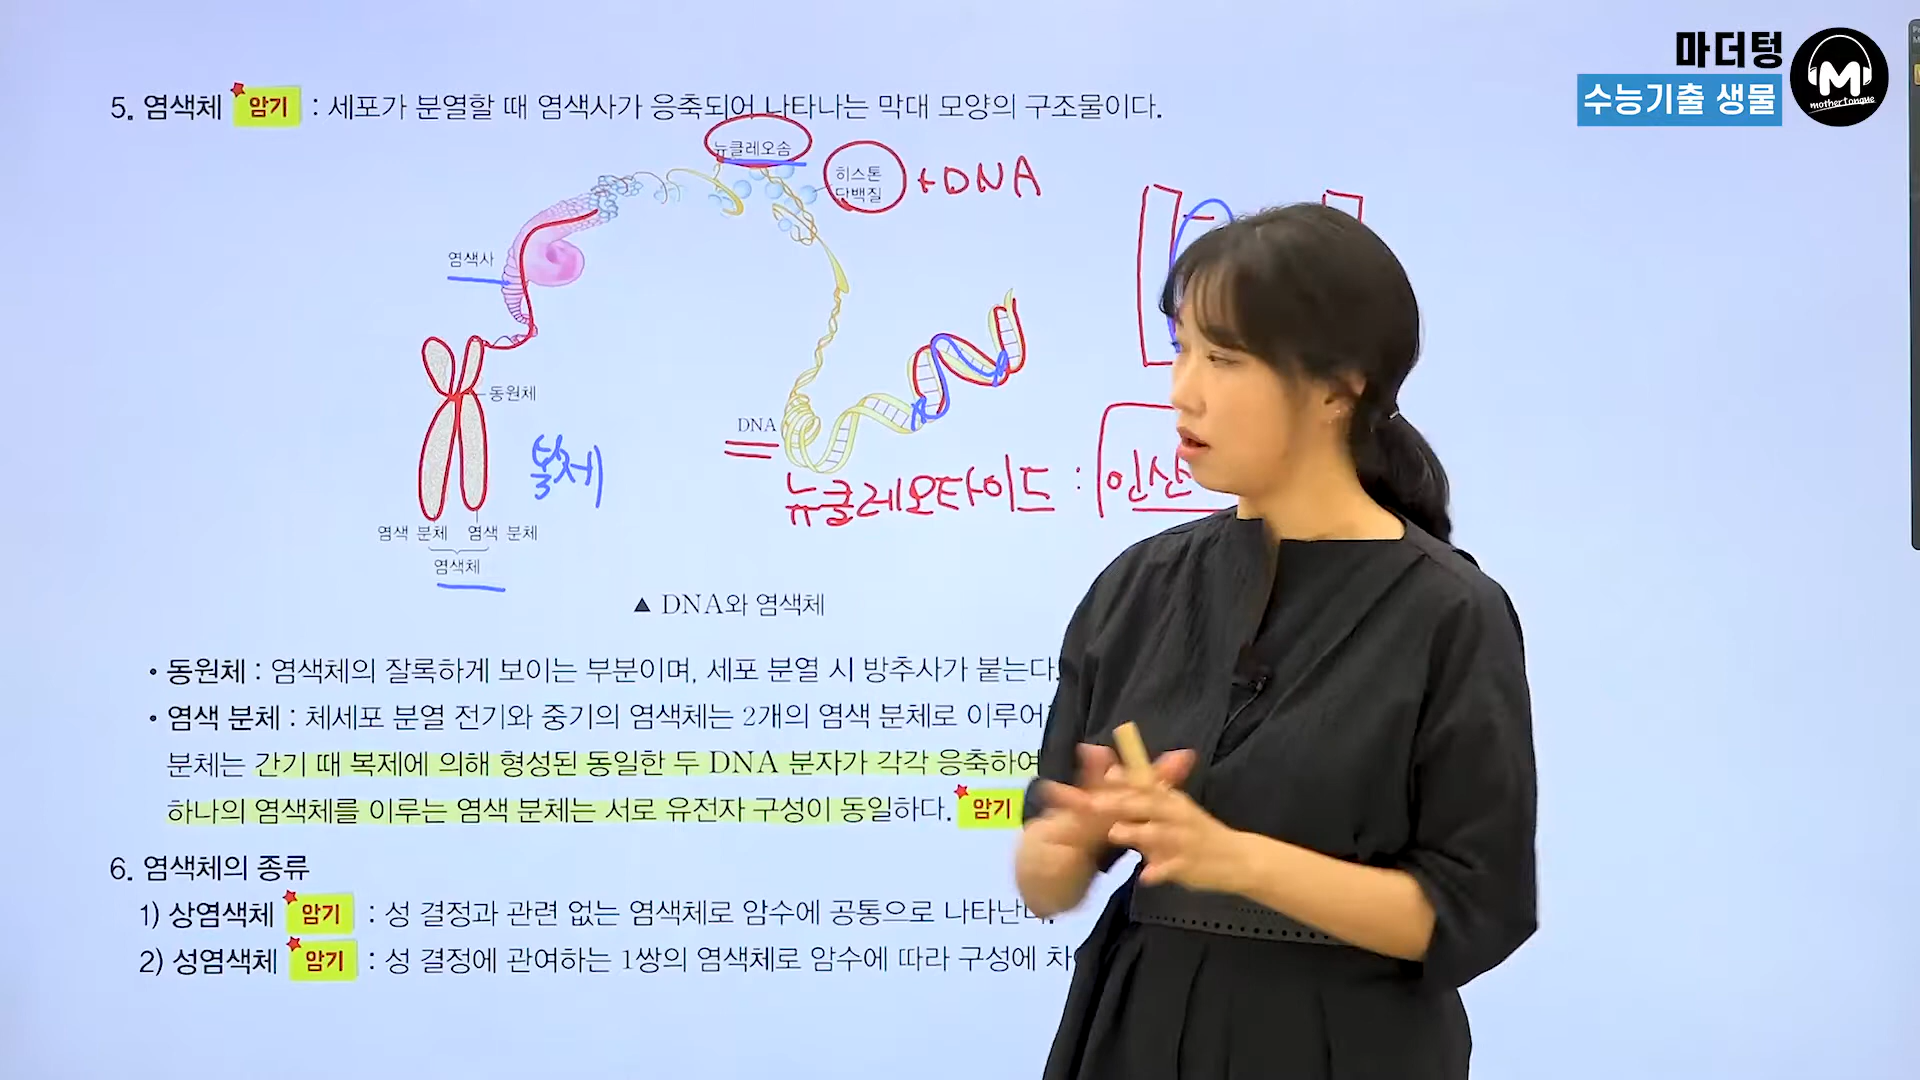 마더텅
수능기출 생물
M
mothertongue
5. 염색체 암기 : 세포가 분열할 때 염색사가 응축되어 나타나는 막대 모양의 구조물이다.
뉴클레오솜
히스톤
단백질
+DNA
염색사
동원체
복제
DNA
뉴클레오타이드 : 인산
염색 분체 염색 분체
염색체
▲ DNA와 염색체
• 동원체 : 염색체의 잘록하게 보이는 부분이며, 세포 분열 시 방추사가 붙는다
• 염색 분체 : 체세포 분열 전기와 중기의 염색체는 2개의 염색 분체로 이루어
분체는 간기 때 복제에 의해 형성된 동일한 두 DNA 분자가 각각 응축하여
하나의 염색체를 이루는 염색 분체는 서로 유전자 구성이 동일하다. 암기
6. 염색체의 종류
1) 상염색체 암기 : 성 결정과 관련 없는 염색체로 암수에 공통으로 나타난다.
2) 성염색체 암기 : 성 결정에 관여하는 1쌍의 염색체로 암수에 따라 구성에